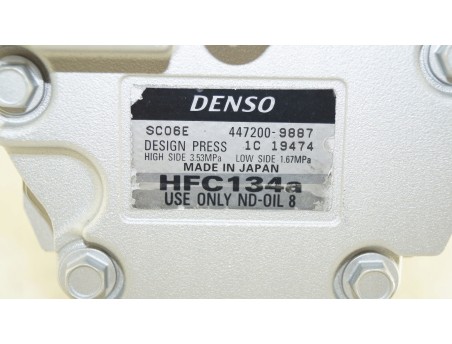 DENSO
SC06E 447200-9887
DESIGN PRESS 1C 19474
HIGH SIDE 3.53MPa LOW SIDE 1.67MPa
MADE IN JAPAN
HFC134a
USE ONLY ND-OIL 8